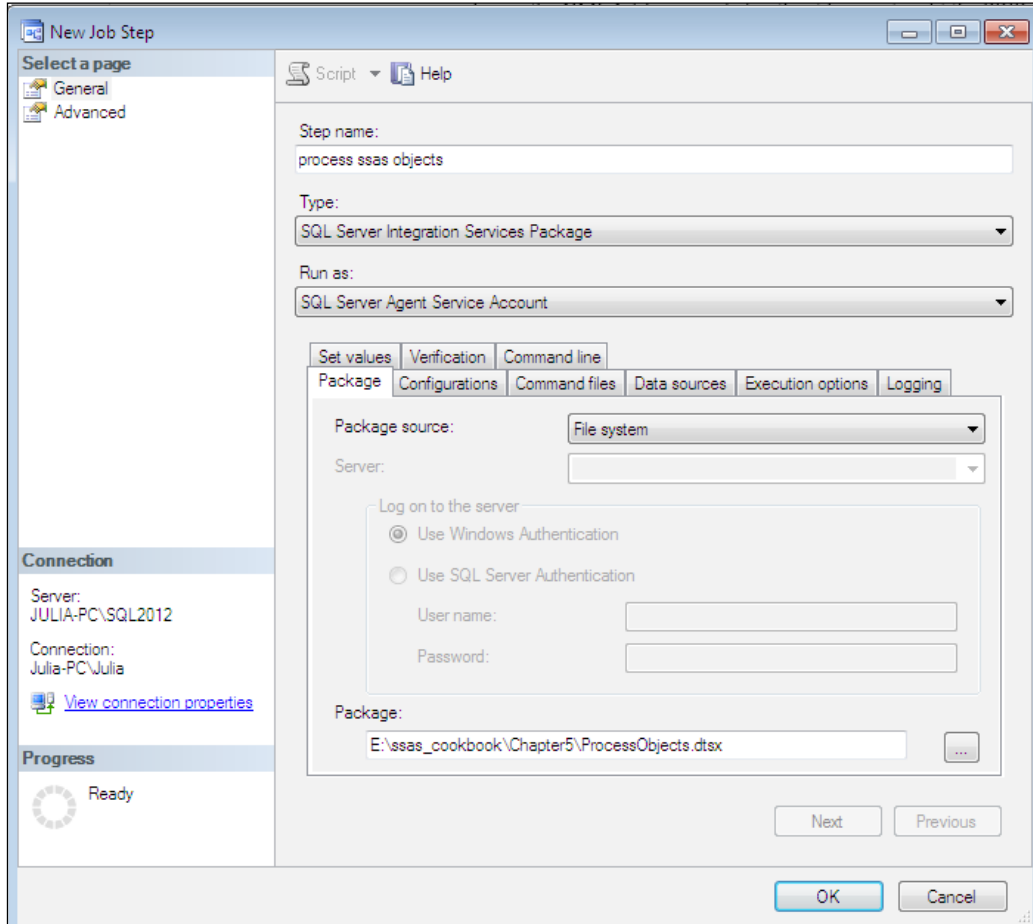 New Job Step
Select a page
General
Advanced
Script
Help
Step name:
process ssas objects
Type:
SQL Server Integration Services Package
Run as:
SQL Server Agent Service Account
Set values
Verification
Command line
Package
Configurations
Command files
Data sources
Execution options
Logging
Package source:
File system
Server:
Log on to the server
Use Windows Authentication
Use SQL Server Authentication
User name:
Password:
Package:
E:\ssas_cookbook\Chapter5\ProcessObjects.dtsx
...
Connection
Server:
JULIA-PC\SQL2012
Connection:
Julia-PC\Julia
View connection properties
Progress
Ready
Next
Previous
OK
Cancel